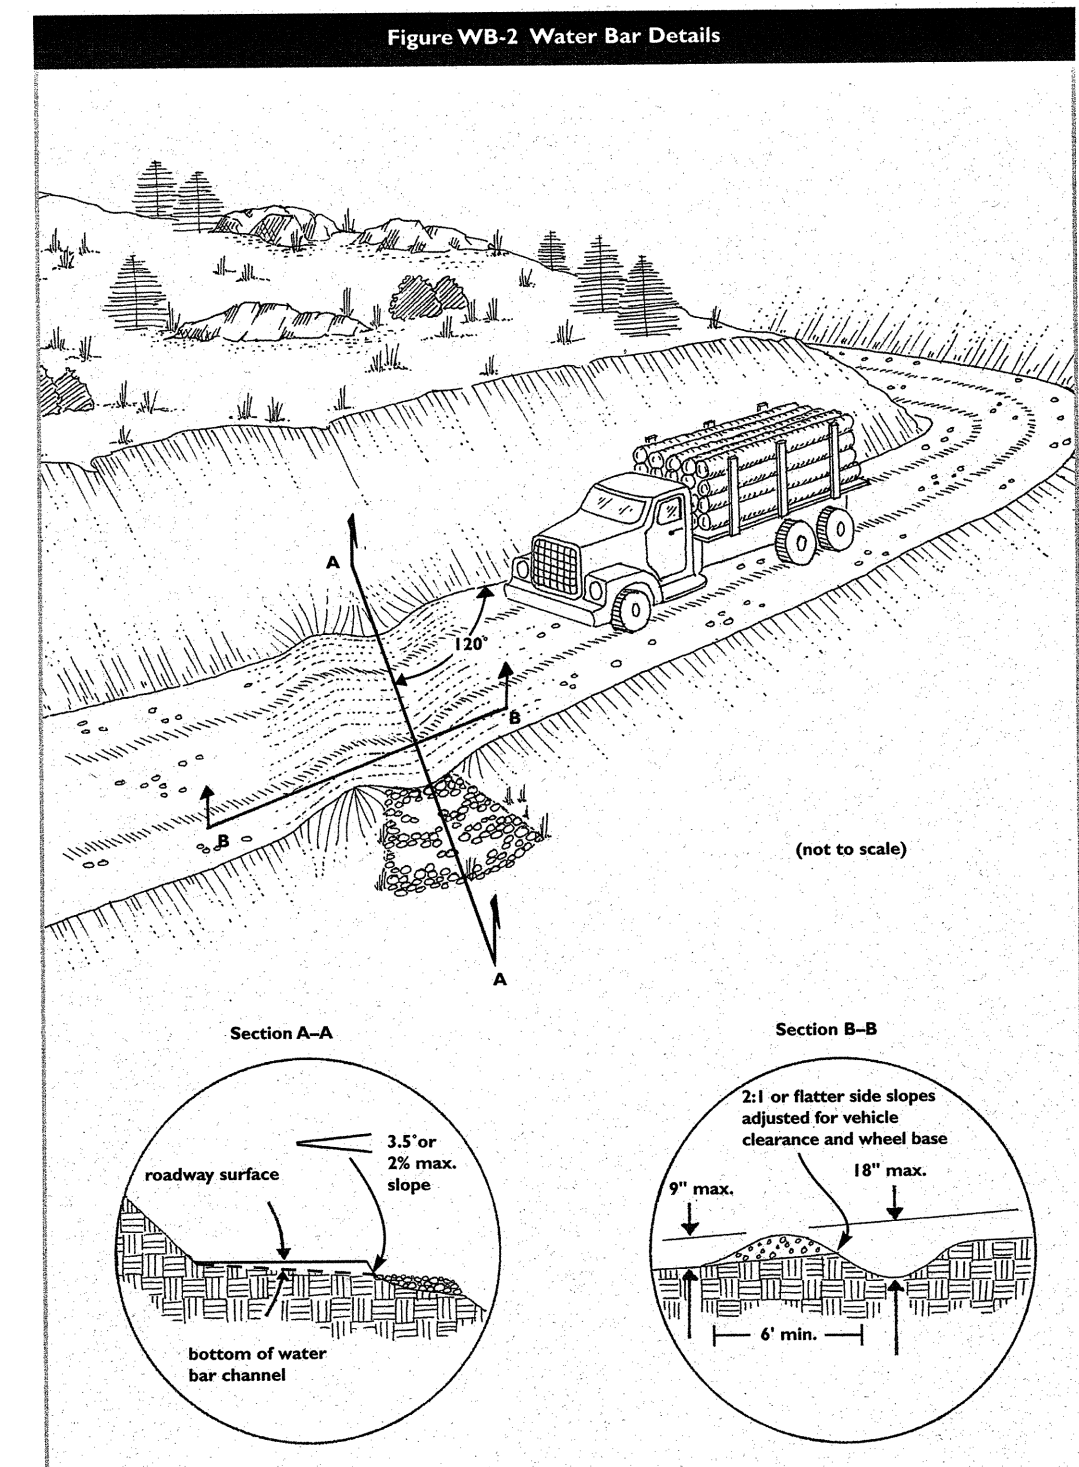 Figure WB-2 Water Bar Details
A
120°
B
B
(not to scale)
A
Section A–A
Section B–B
3.5° or
2% max.
slope
roadway surface
bottom of water
bar channel
2:1 or flatter side slopes
adjusted for vehicle
clearance and wheel base
18" max.
9" max.
6' min.